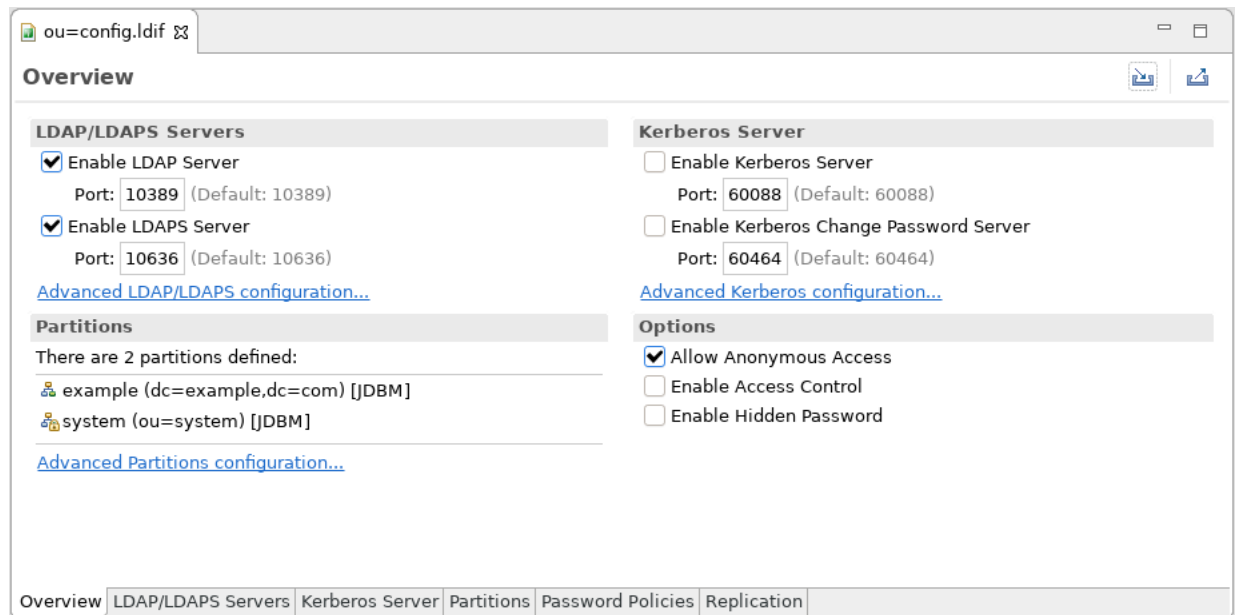 ou=config.ldif
Overview
LDAP/LDAPS Servers
Enable LDAP Server
Port: 10389 (Default: 10389)
Enable LDAPS Server
Port: 10636 (Default: 10636)
Advanced LDAP/LDAPS configuration...
Partitions
There are 2 partitions defined:
example (dc=example,dc=com) [JDBM]
system (ou=system) [JDBM]
Advanced Partitions configuration...
Kerberos Server
Enable Kerberos Server
Port: 60088 (Default: 60088)
Enable Kerberos Change Password Server
Port: 60464 (Default: 60464)
Advanced Kerberos configuration...
Options
Allow Anonymous Access
Enable Access Control
Enable Hidden Password
Overview LDAP/LDAPS Servers Kerberos Server Partitions Password Policies Replication